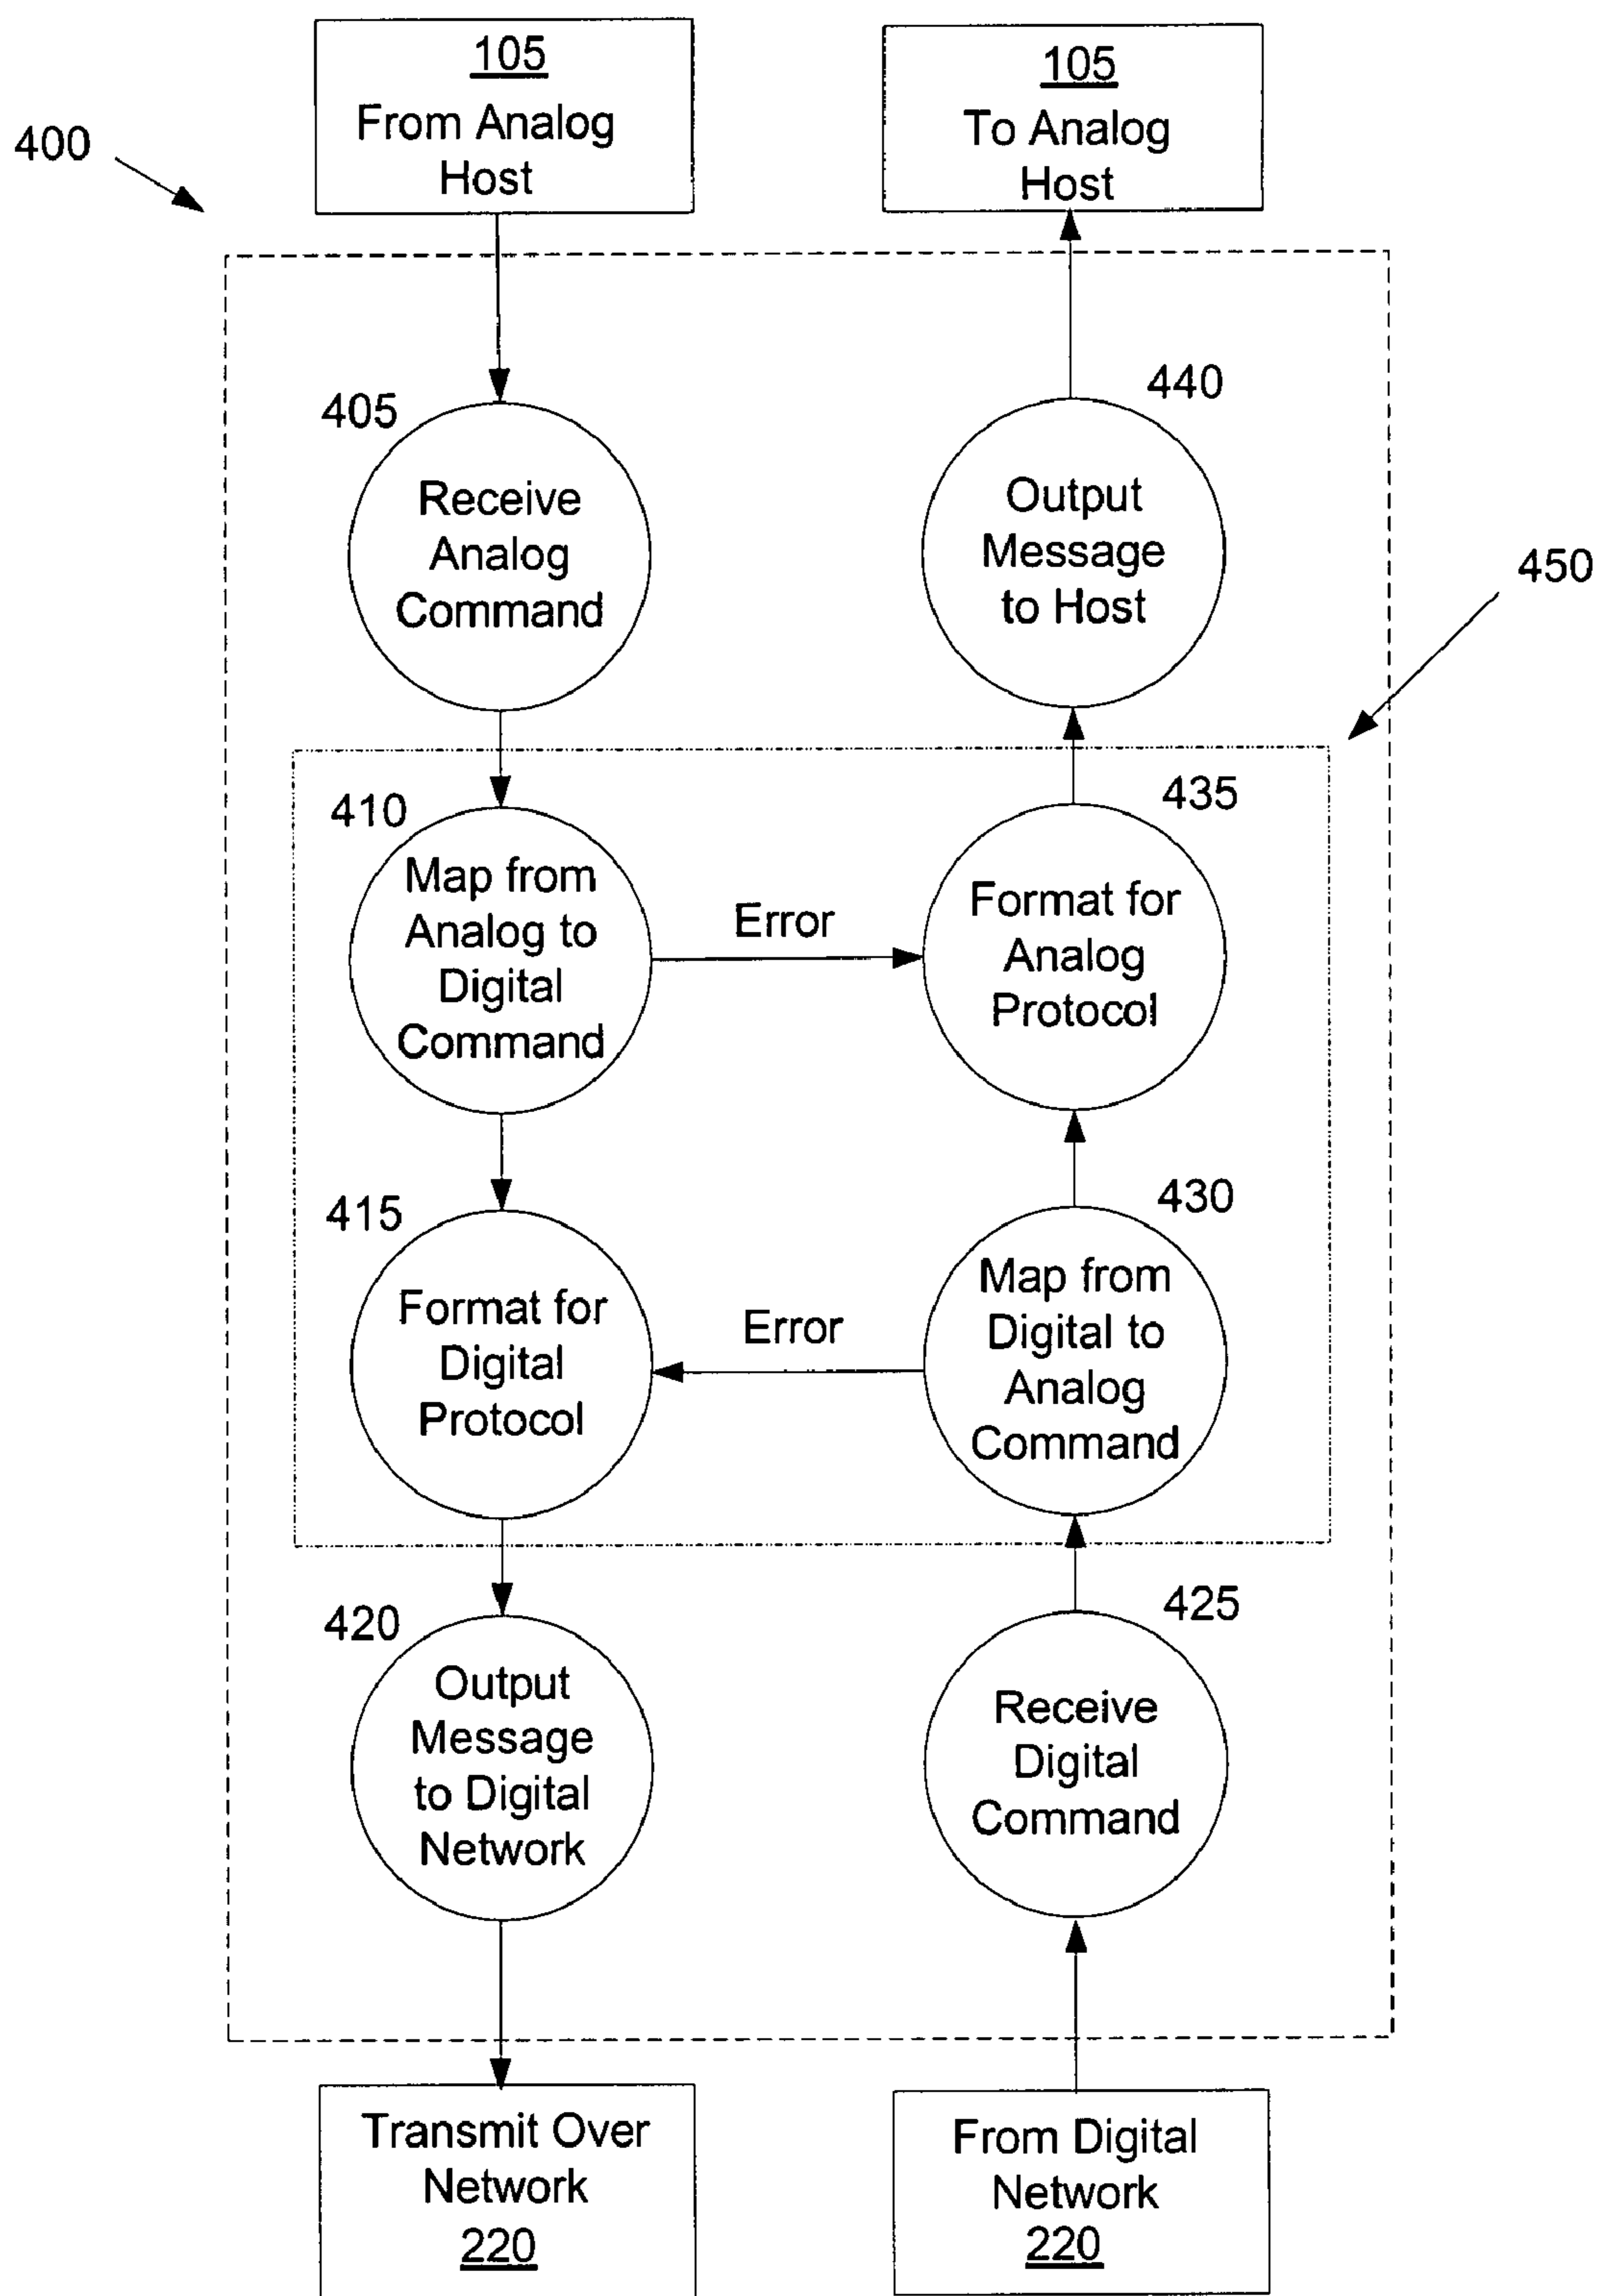 105
From Analog
Host
105
To Analog
Host
400
405
Receive
Analog
Command
440
Output
Message
to Host
450
410
Map from
Analog to
Digital
Command
Error
435
Format for
Analog
Protocol
415
Format for
Digital
Protocol
Error
430
Map from
Digital to
Analog
Command
420
Output
Message
to Digital
Network
425
Receive
Digital
Command
Transmit Over
Network
220
From Digital
Network
220